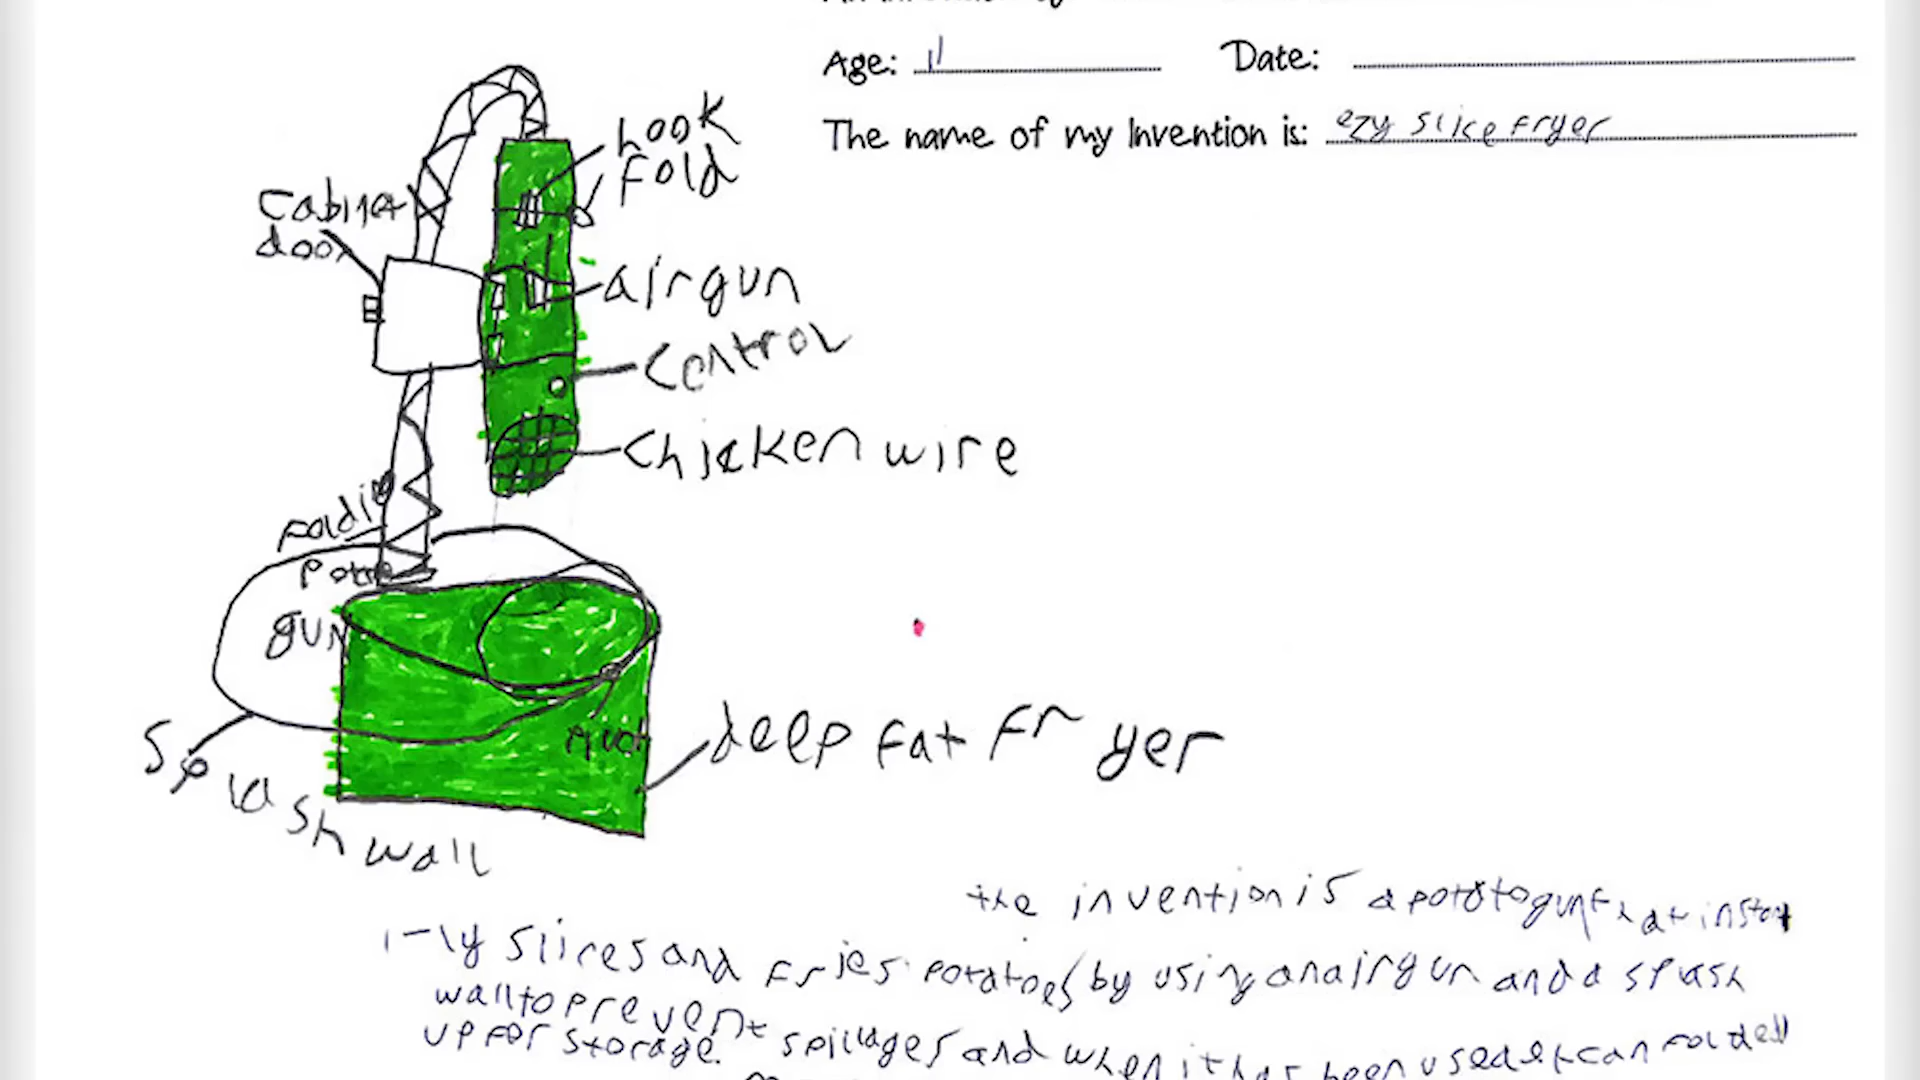 Age: 11 Date:
The name of my Invention is: ezy slice fryer
hook
fold
cabinet
door
airgun
control
chicken wire
gun
deep fat fryer
splash wall
the invention is a potatogun that instant
ly slices and fries potatoes by using an airgun and a splash
wall to prevent spillages and when it has been used it can folded
up for storage.